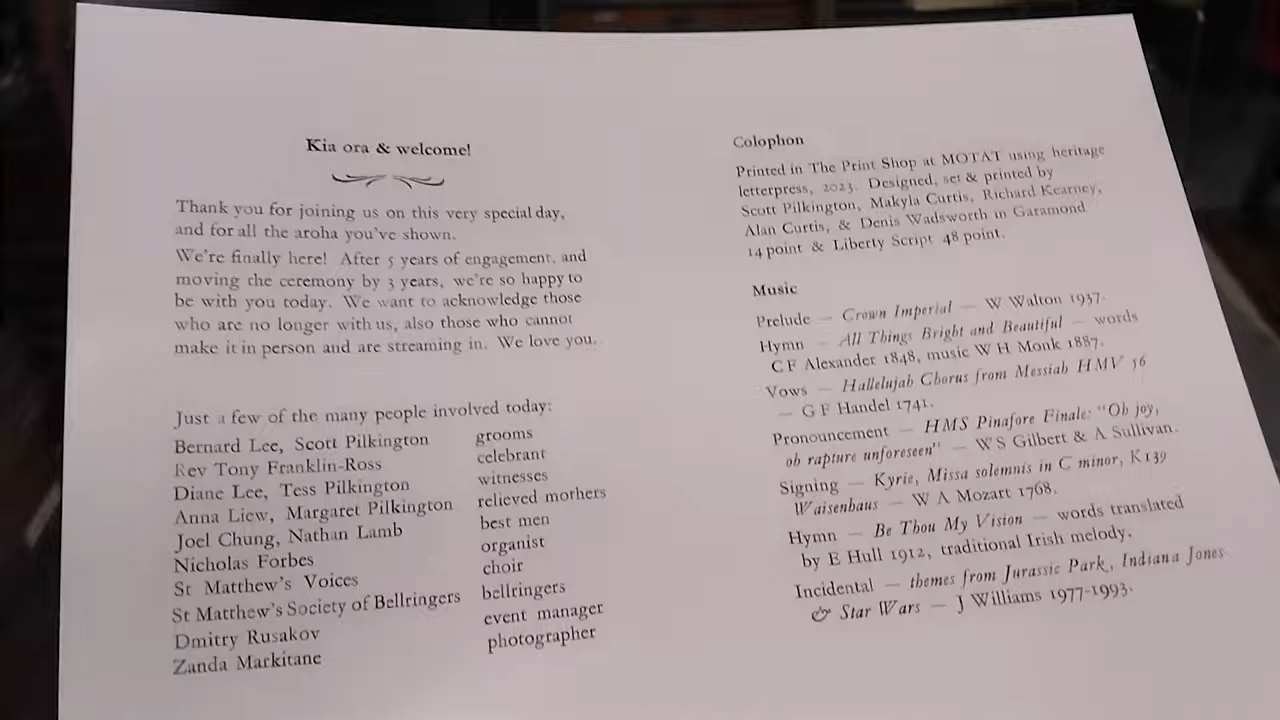 Kia ora & welcome!
Thank you for joining us on this very special day,
and for all the aroha you've shown.
We're finally here! After 5 years of engagement, and
moving the ceremony by 3 years, we're so happy to
be with you today. We want to acknowledge those
who are no longer with us, also those who cannot
make it in person and are streaming in. We love you.
Just a few of the many people involved today:
Bernard Lee, Scott Pilkington grooms
Rev Tony Franklin-Ross celebrant
Diane Lee, Tess Pilkington witnesses
Anna Liew, Margaret Pilkington relieved mothers
Joel Chung, Nathan Lamb best men
Nicholas Forbes organist
St Matthew's Voices choir
St Matthew's Society of Bellringers bellringers
Dmitry Rusakov event manager
Zanda Markitane photographer
Colophon
Printed in The Print Shop at MOTAT using heritage
letterpress, 2023. Designed, set & printed by
Scott Pilkington, Makyla Curtis, Richard Kearney,
Alan Curtis, & Denis Wadsworth in Garamond
14 point & Liberty Script 48 point.
Music
Prelude — Crown Imperial — W Walton 1937.
Hymn — All Things Bright and Beautiful — words
C F Alexander 1848, music W H Monk 1887.
Vows — Hallelujah Chorus from Messiah HMV 56
— G F Handel 1741.
Pronouncement — HMS Pinafore Finale: "Oh joy,
oh rapture unforeseen" — W S Gilbert & A Sullivan.
Signing — Kyrie, Missa solemnis in C minor, K139
Waisenhaus — W A Mozart 1768.
Hymn — Be Thou My Vision — words translated
by E Hull 1912, traditional Irish melody.
Incidental — themes from Jurassic Park, Indiana Jones
& Star Wars — J Williams 1977-1993.